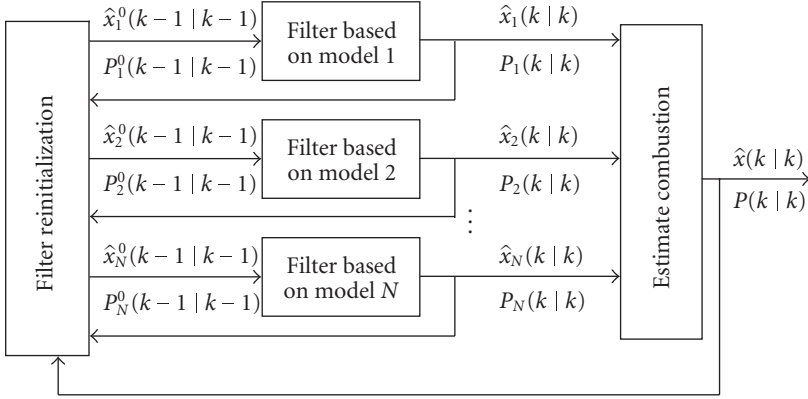 Filter reinitialization
x̂₁⁰(k − 1 | k − 1)
P₁⁰(k − 1 | k − 1)
Filter based
on model 1
x̂₁(k | k)
P₁(k | k)
x̂₂⁰(k − 1 | k − 1)
P₂⁰(k − 1 | k − 1)
Filter based
on model 2
x̂₂(k | k)
P₂(k | k)
⋮
x̂_N⁰(k − 1 | k − 1)
P_N⁰(k − 1 | k − 1)
Filter based
on model N
x̂_N(k | k)
P_N(k | k)
Estimate combustion
x̂(k | k)
P(k | k)